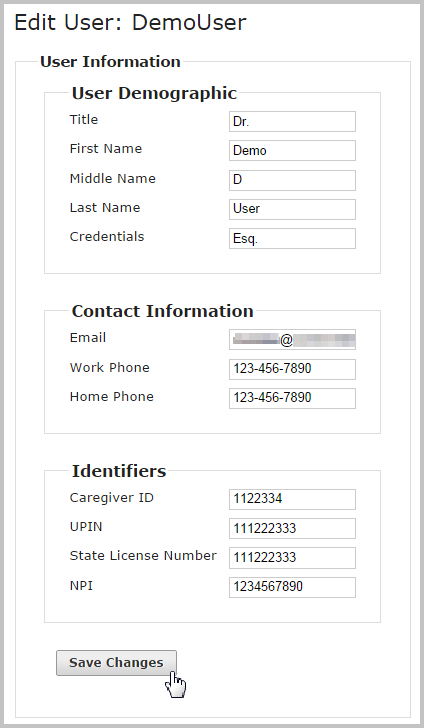 Edit User: DemoUser
User Information
User Demographic
Title Dr.
First Name Demo
Middle Name D
Last Name User
Credentials Esq.
Contact Information
Email @
Work Phone 123-456-7890
Home Phone 123-456-7890
Identifiers
Caregiver ID 1122334
UPIN 111222333
State License Number 111222333
NPI 1234567890
Save Changes